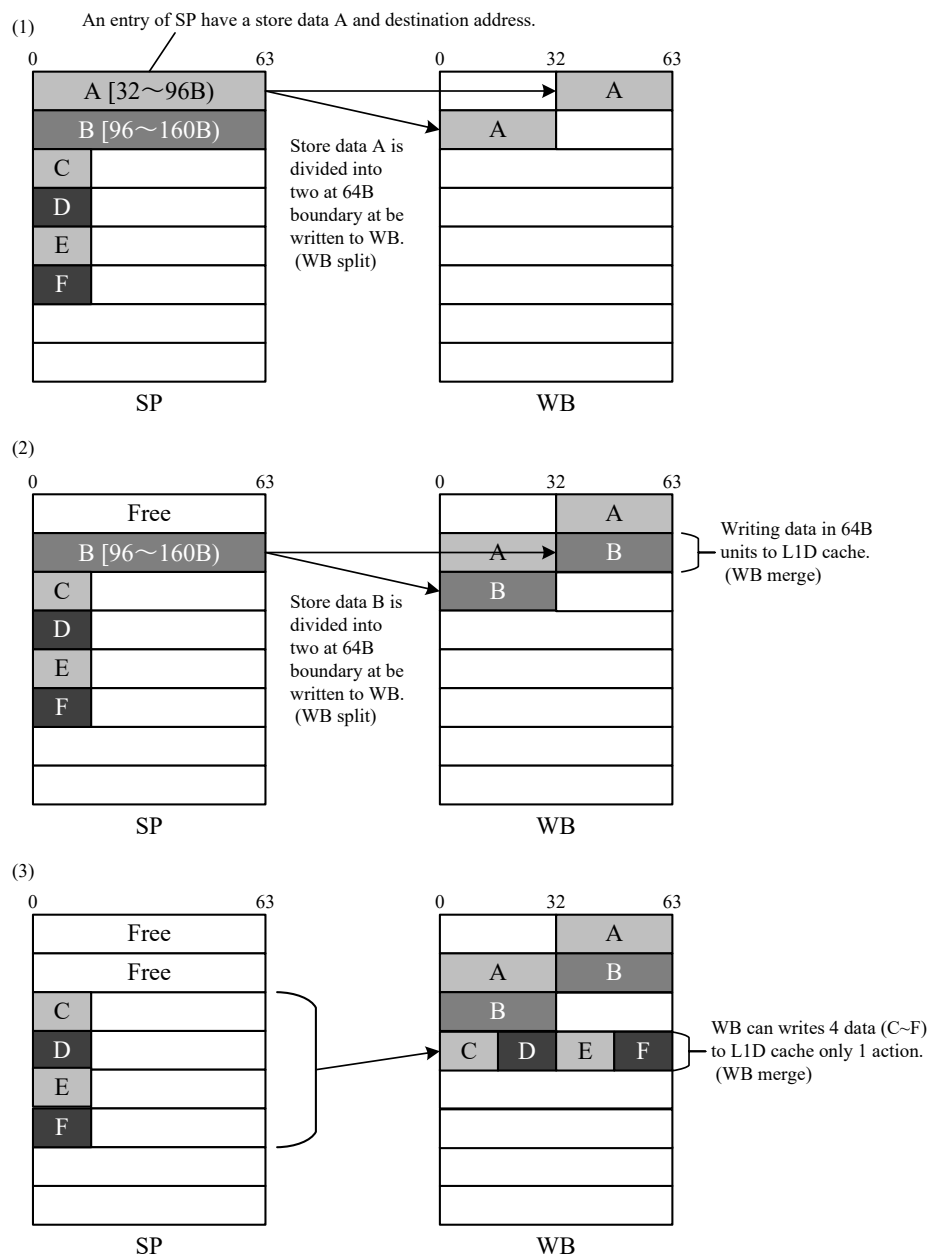 (1)
An entry of SP have a store data A and destination address.
0 63 0 32 63
A [32～96B) A
B [96～160B) A
Store data A is
divided into
two at 64B
boundary at be
written to WB.
(WB split)
C
D
E
F
SP WB
(2)
0 63 0 32 63
Free A
B [96～160B) A B
B
Writing data in 64B
units to L1D cache.
(WB merge)
Store data B is
divided into
two at 64B
boundary at be
written to WB.
(WB split)
C
D
E
F
SP WB
(3)
0 63 0 32 63
Free A
Free A B
C B
D C D E F
E
F
WB can writes 4 data (C~F)
to L1D cache only 1 action.
(WB merge)
SP WB